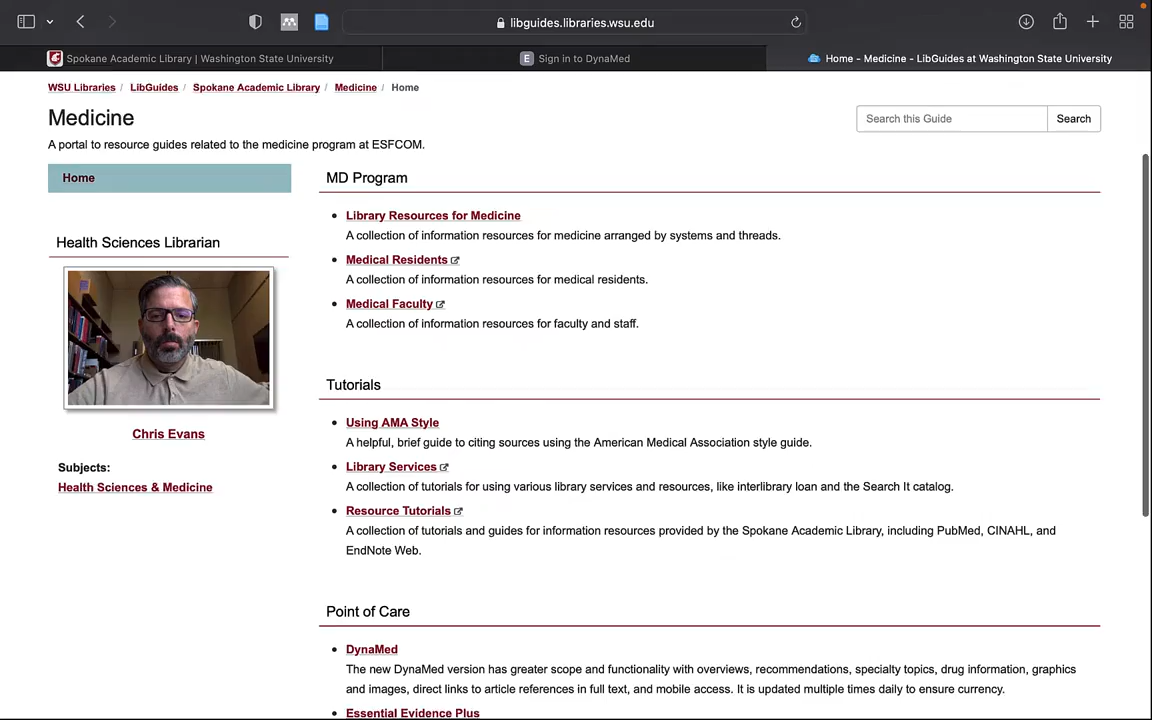 libguides.libraries.wsu.edu
Spokane Academic Library | Washington State University
E Sign in to DynaMed
Home - Medicine - LibGuides at Washington State University
WSU Libraries / LibGuides / Spokane Academic Library / Medicine / Home
Medicine
Search this Guide Search
A portal to resource guides related to the medicine program at ESFCOM.
Home
Health Sciences Librarian
Chris Evans
Subjects:
Health Sciences & Medicine
MD Program
Library Resources for Medicine
A collection of information resources for medicine arranged by systems and threads.
Medical Residents
A collection of information resources for medical residents.
Medical Faculty
A collection of information resources for faculty and staff.
Tutorials
Using AMA Style
A helpful, brief guide to citing sources using the American Medical Association style guide.
Library Services
A collection of tutorials for using various library services and resources, like interlibrary loan and the Search It catalog.
Resource Tutorials
A collection of tutorials and guides for information resources provided by the Spokane Academic Library, including PubMed, CINAHL, and
EndNote Web.
Point of Care
DynaMed
The new DynaMed version has greater scope and functionality with overviews, recommendations, specialty topics, drug information, graphics
and images, direct links to article references in full text, and mobile access. It is updated multiple times daily to ensure currency.
Essential Evidence Plus